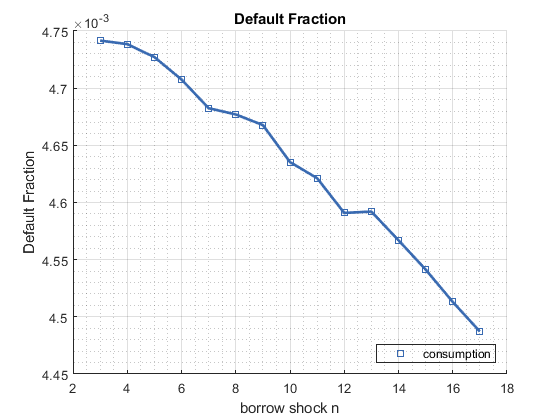 Default Fraction
×10⁻³
4.75
4.7
4.65
4.6
4.55
4.5
4.45
Default Fraction
consumption
2 4 6 8 10 12 14 16 18
borrow shock n